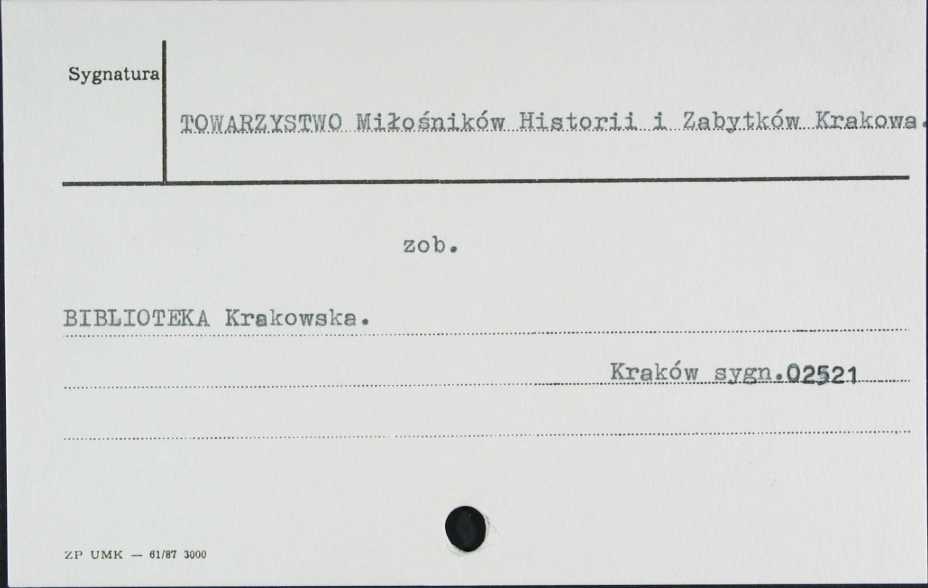 Sygnatura
TOWARZYSTWO Miłośników Historii i Zabytków Krakowa.
zob.
BIBLIOTEKA Krakowska.
Kraków sygn.02521
ZP UMK — 61/87 3000